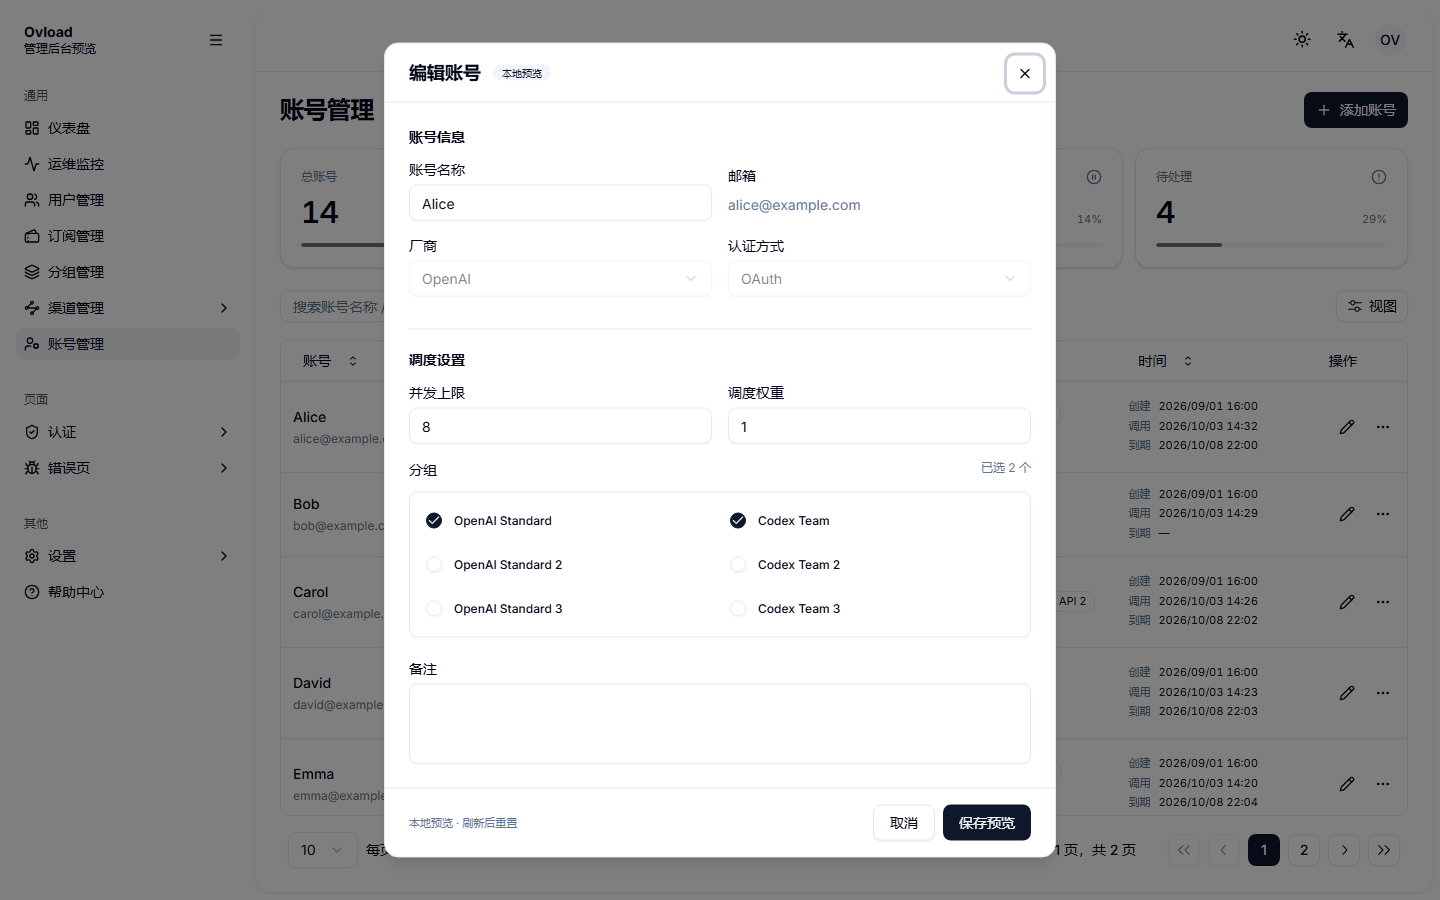 Ovload
管理后台预览
通用
仪表盘
运维监控
用户管理
订阅管理
分组管理
渠道管理
账号管理
页面
认证
错误页
其他
设置
帮助中心
OV
账号管理
添加账号
总账号
14
14%
待处理
4
29%
搜索账号名称 /
视图
账号
时间
操作
Alice
alice@example.c
创建 2026/09/01 16:00
调用 2026/10/03 14:32
到期 2026/10/08 22:00
Bob
bob@example.c
创建 2026/09/01 16:00
调用 2026/10/03 14:29
到期 —
Carol
carol@example.
API 2
创建 2026/09/01 16:00
调用 2026/10/03 14:26
到期 2026/10/08 22:02
David
david@example
创建 2026/09/01 16:00
调用 2026/10/03 14:23
到期 2026/10/08 22:03
Emma
emma@example
创建 2026/09/01 16:00
调用 2026/10/03 14:20
到期 2026/10/08 22:04
10
每页
1 页，共 2 页
1
2
编辑账号
本地预览
账号信息
账号名称
Alice
邮箱
alice@example.com
厂商
OpenAI
认证方式
OAuth
调度设置
并发上限
8
调度权重
1
分组
已选 2 个
OpenAI Standard
Codex Team
OpenAI Standard 2
Codex Team 2
OpenAI Standard 3
Codex Team 3
备注
本地预览 · 刷新后重置
取消
保存预览